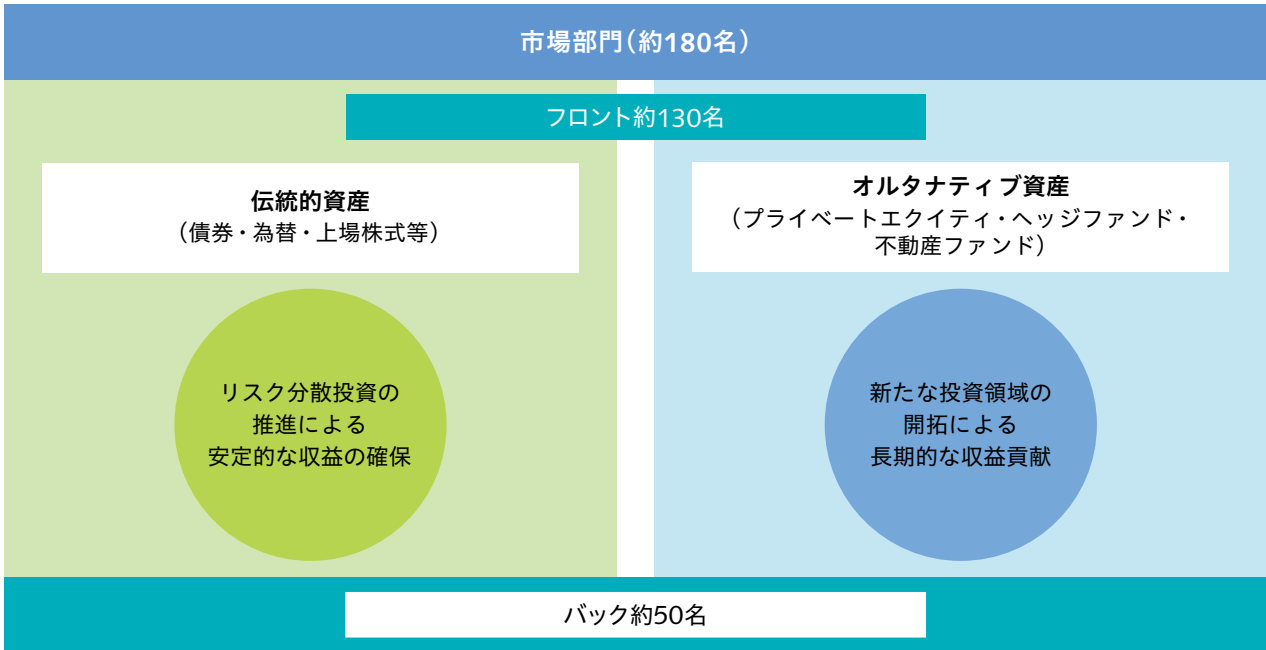 市場部門（約180名）
フロント約130名
伝統的資産
（債券・為替・上場株式等）
オルタナティブ資産
（プライベートエクイティ・ヘッジファンド・
不動産ファンド）
リスク分散投資の
推進による
安定的な収益の確保
新たな投資領域の
開拓による
長期的な収益貢献
バック約50名